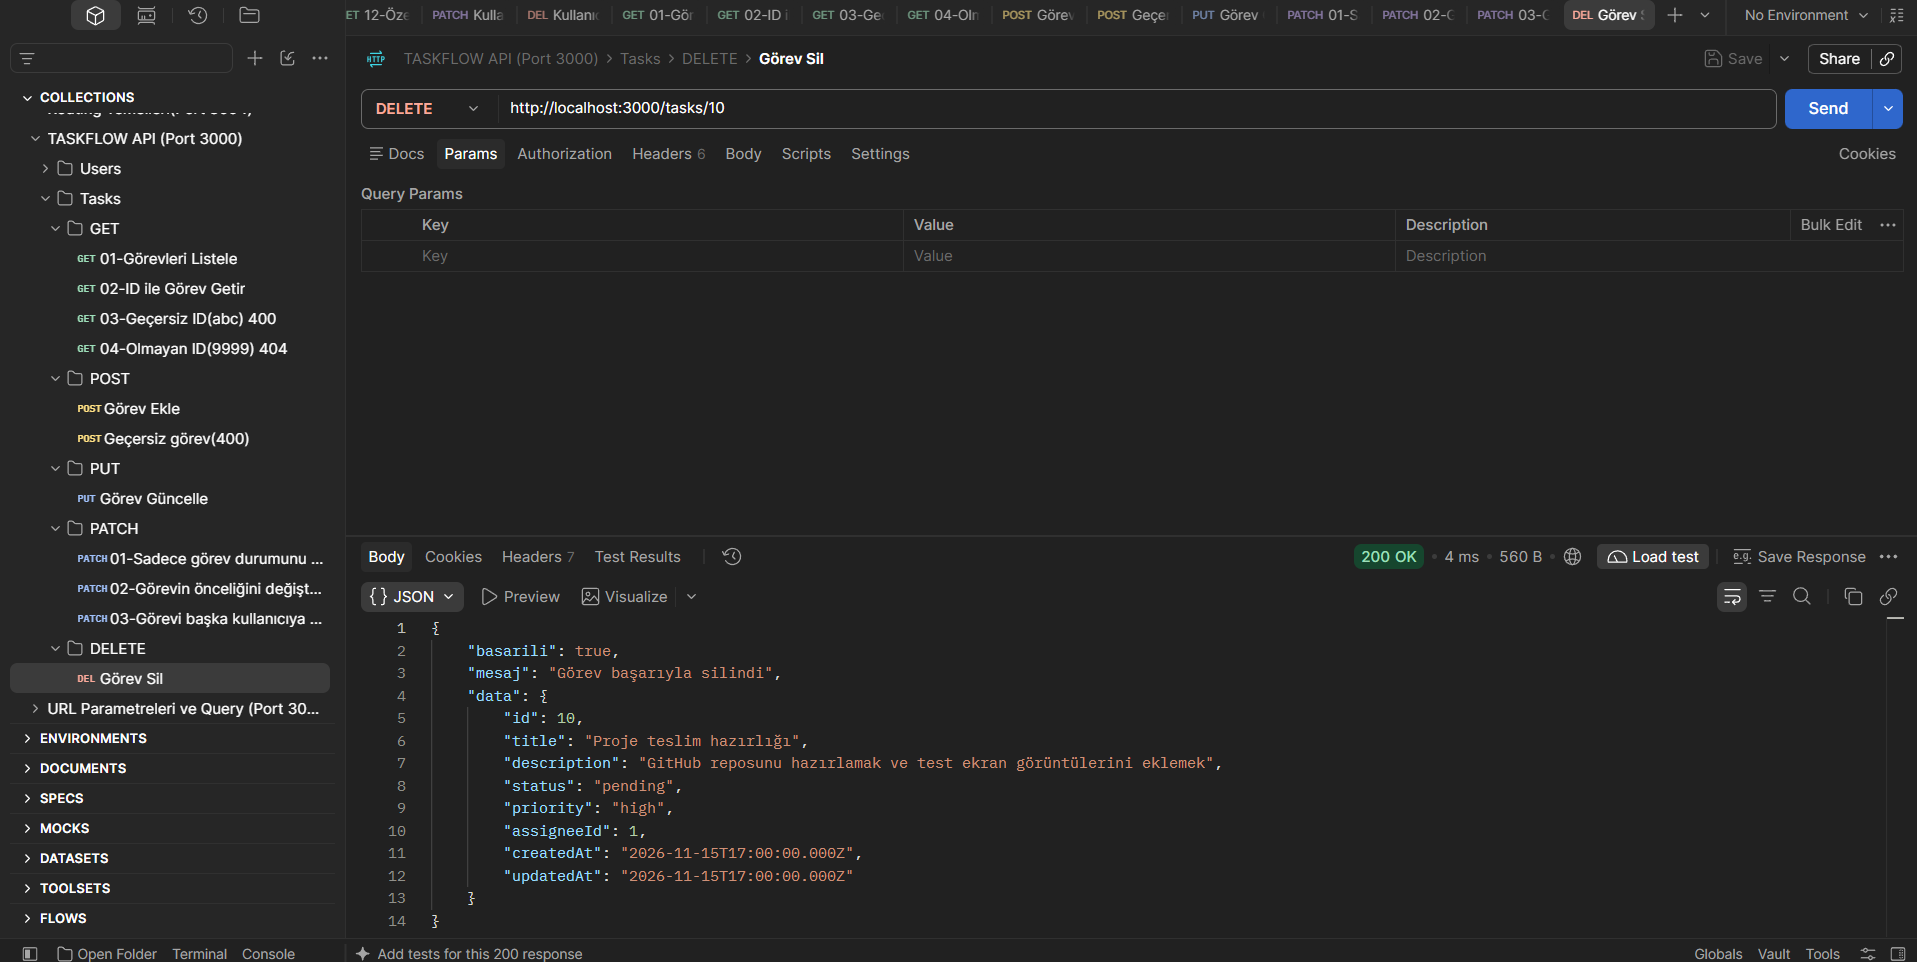 PATCH Kulla
DEL Kullanı
GET 01-Gör
GET 02-ID i
GET 03-Ge
GET 04-Oln
POST Görev
POST Geçer
PUT Görev
PATCH 01-S
PATCH 02-G
PATCH 03-G
DEL Görev S
No Environment
TASKFLOW API (Port 3000) > Tasks > DELETE > Görev Sil
Save
Share
DELETE
http://localhost:3000/tasks/10
Send
Docs
Params
Authorization
Headers 6
Body
Scripts
Settings
Cookies
Query Params
Key
Value
Description
Bulk Edit
Key
Value
Description
COLLECTIONS
TASKFLOW API (Port 3000)
Users
Tasks
GET
GET 01-Görevleri Listele
GET 02-ID ile Görev Getir
GET 03-Geçersiz ID(abc) 400
GET 04-Olmayan ID(9999) 404
POST
POST Görev Ekle
POST Geçersiz görev(400)
PUT
PUT Görev Güncelle
PATCH
PATCH 01-Sadece görev durumunu ...
PATCH 02-Görevin önceliğini değişt...
PATCH 03-Görevi başka kullanıcıya ...
DELETE
DEL Görev Sil
URL Parametreleri ve Query (Port 30...
ENVIRONMENTS
DOCUMENTS
SPECS
MOCKS
DATASETS
TOOLSETS
FLOWS
Body
Cookies
Headers 7
Test Results
200 OK
4 ms
560 B
Load test
e.g. Save Response
{} JSON
Preview
Visualize
1 {
2 "basarili": true,
3 "mesaj": "Görev başarıyla silindi",
4 "data": {
5 "id": 10,
6 "title": "Proje teslim hazırlığı",
7 "description": "GitHub reposunu hazırlamak ve test ekran görüntülerini eklemek",
8 "status": "pending",
9 "priority": "high",
10 "assigneeId": 1,
11 "createdAt": "2026-11-15T17:00:00.000Z",
12 "updatedAt": "2026-11-15T17:00:00.000Z"
13 }
14 }
Open Folder
Terminal
Console
Add tests for this 200 response
Globals
Vault
Tools